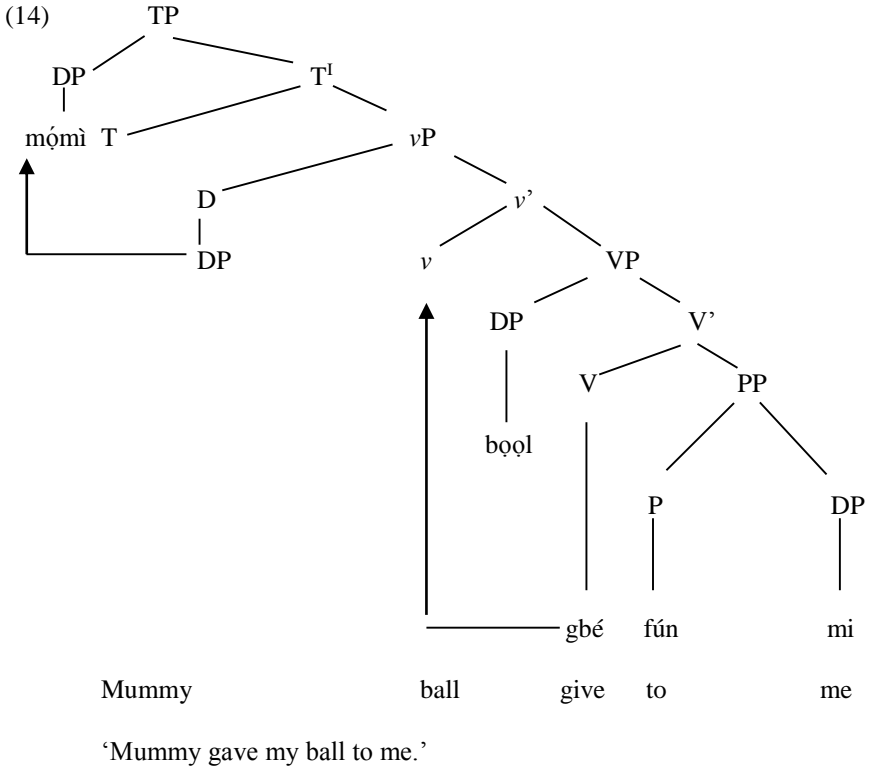 (14) TP
DP Tᴵ
mọ́mì T vP
D v’
DP v VP
DP V’
V PP
bọọl
P DP
gbé fún mi
Mummy ball give to me
‘Mummy gave my ball to me.’